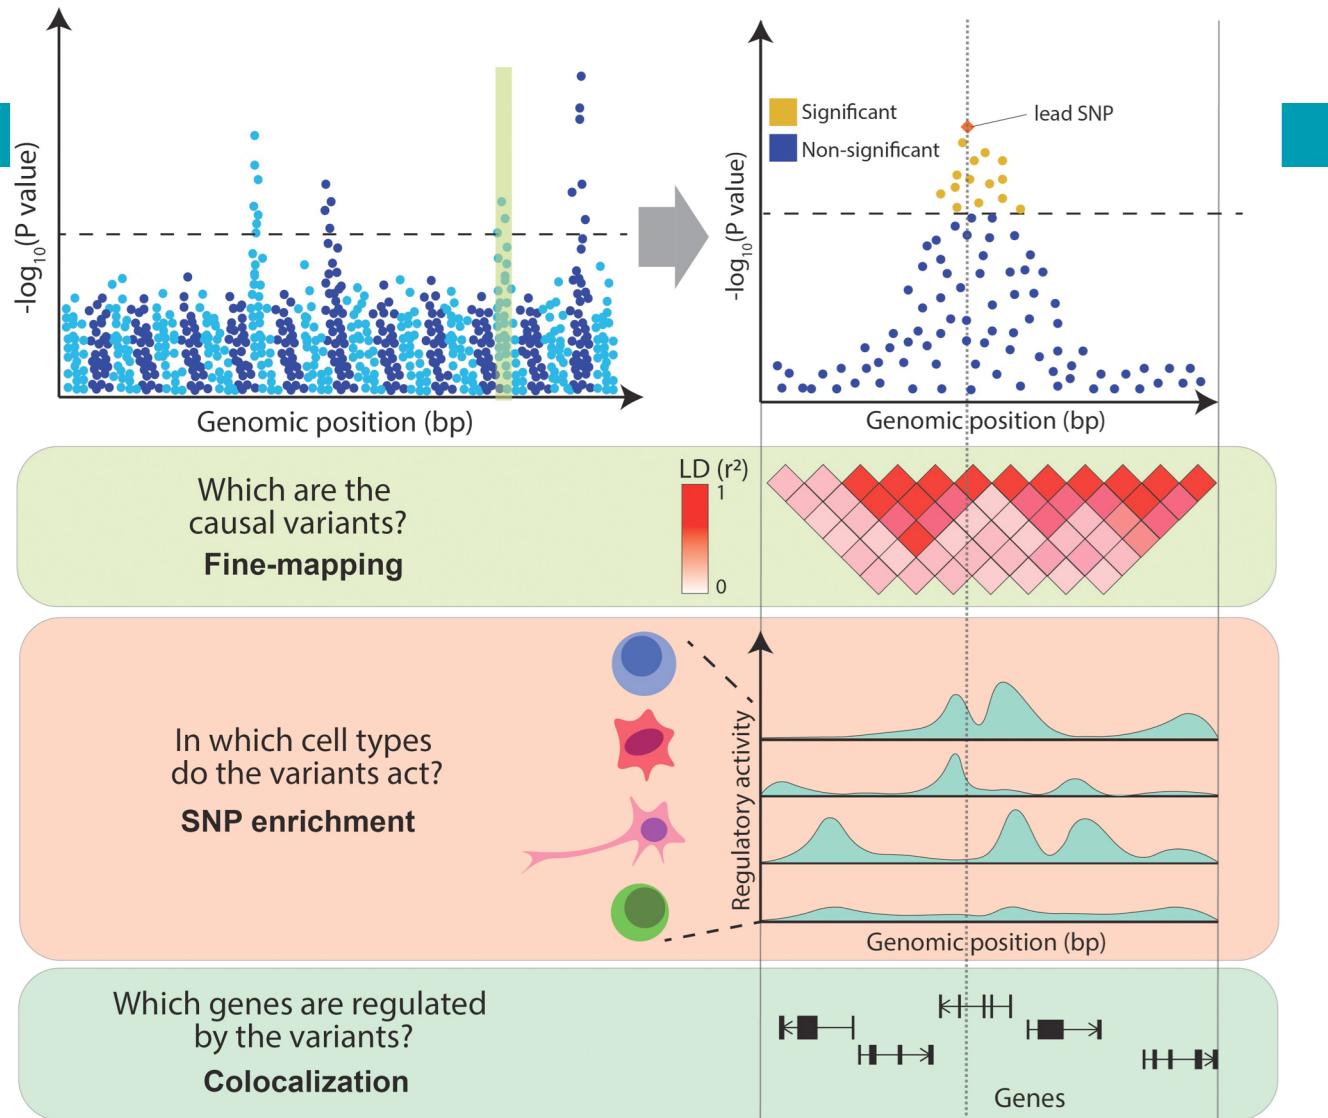 -log₁₀(P value)
Genomic position (bp)
Significant
Non-significant
lead SNP
-log₁₀(P value)
Genomic position (bp)
Which are the
causal variants?
Fine-mapping
LD (r²)
1
0
In which cell types
do the variants act?
SNP enrichment
Regulatory activity
Genomic position (bp)
Which genes are regulated
by the variants?
Colocalization
Genes